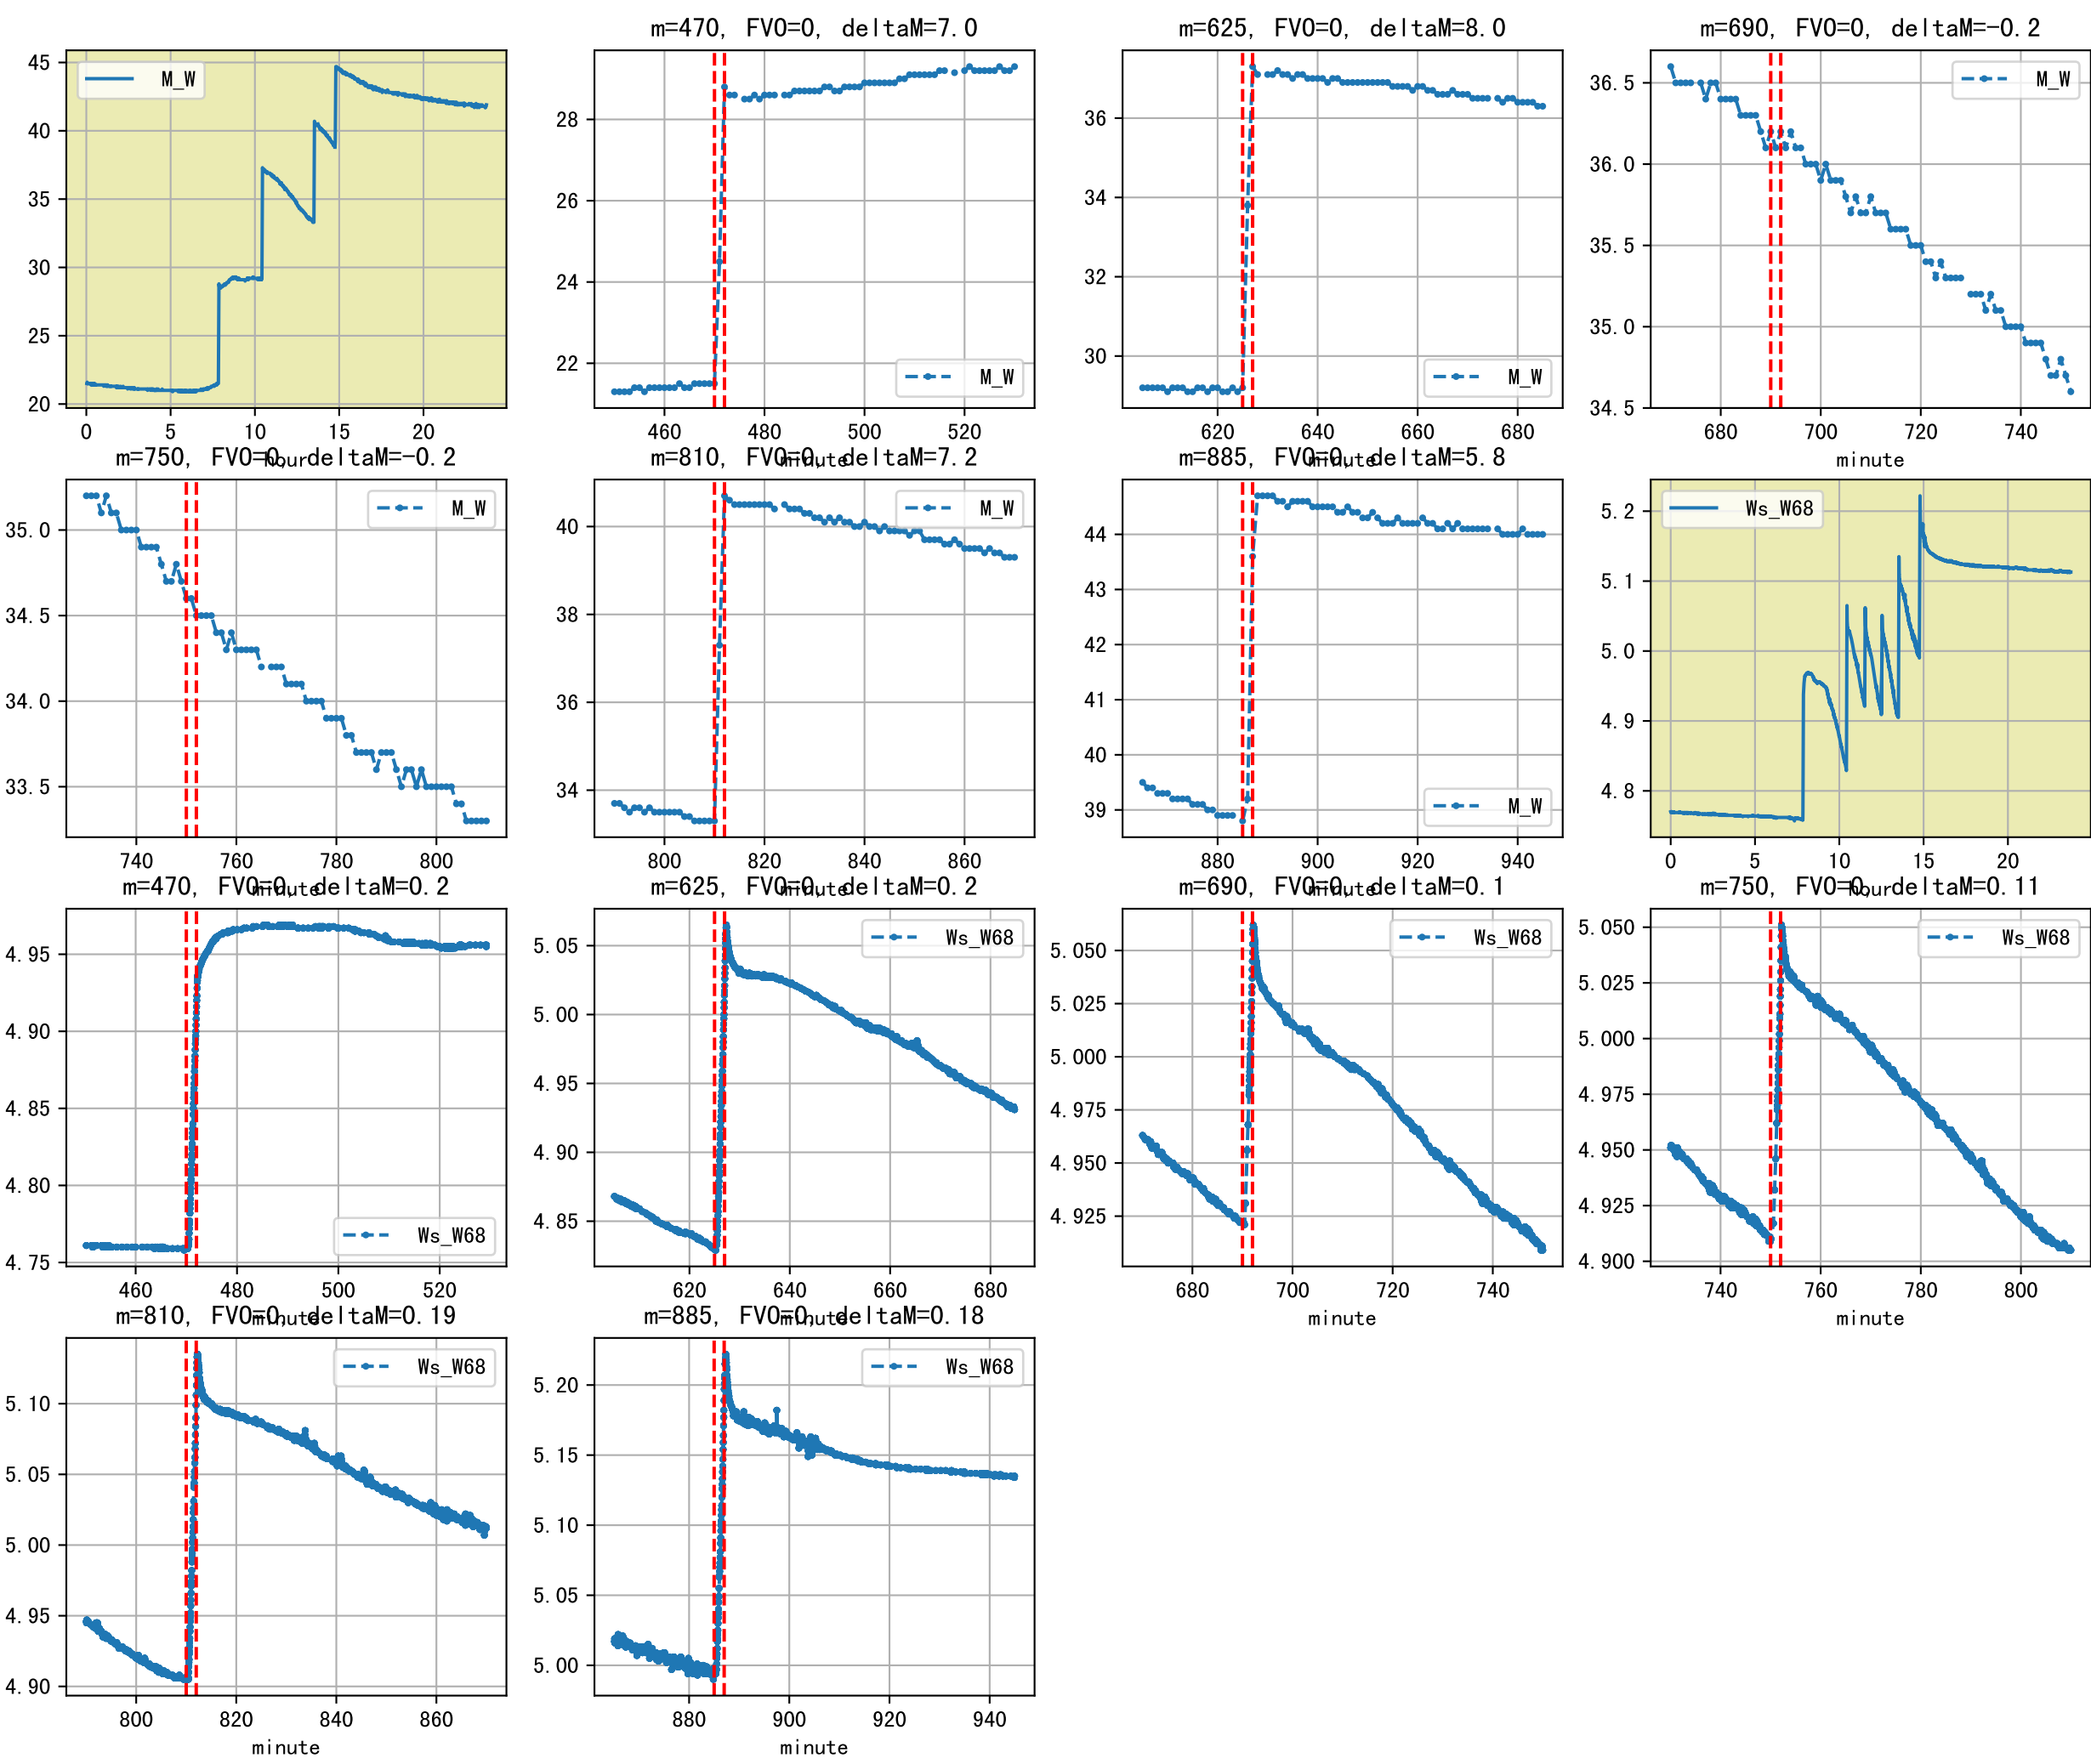 45
40
35
30
25
20
M_W
0 5 10 15 20
hour
m=470, FVO=0, deltaM=7.0
28
26
24
22
M_W
460 480 500 520
minute
m=625, FVO=0, deltaM=8.0
36
34
32
30
M_W
620 640 660 680
minute
m=690, FVO=0, deltaM=-0.2
36.5
36.0
35.5
35.0
34.5
M_W
680 700 720 740
minute
m=750, FVO=0, deltaM=-0.2
35.0
34.5
34.0
33.5
M_W
740 760 780 800
minute
m=810, FVO=0, deltaM=7.2
40
38
36
34
M_W
800 820 840 860
minute
m=885, FVO=0, deltaM=5.8
44
43
42
41
40
39
M_W
880 900 920 940
minute
5.2
5.1
5.0
4.9
4.8
Ws_W68
0 5 10 15 20
hour
m=470, FVO=0, deltaM=0.2
4.95
4.90
4.85
4.80
4.75
Ws_W68
460 480 500 520
minute
m=625, FVO=0, deltaM=0.2
5.05
5.00
4.95
4.90
4.85
Ws_W68
620 640 660 680
minute
m=690, FVO=0, deltaM=0.1
5.050
5.025
5.000
4.975
4.950
4.925
Ws_W68
680 700 720 740
minute
m=750, FVO=0, deltaM=0.11
5.050
5.025
5.000
4.975
4.950
4.925
4.900
Ws_W68
740 760 780 800
minute
m=810, FVO=0, deltaM=0.19
5.10
5.05
5.00
4.95
4.90
Ws_W68
800 820 840 860
minute
m=885, FVO=0, deltaM=0.18
5.20
5.15
5.10
5.05
5.00
Ws_W68
880 900 920 940
minute